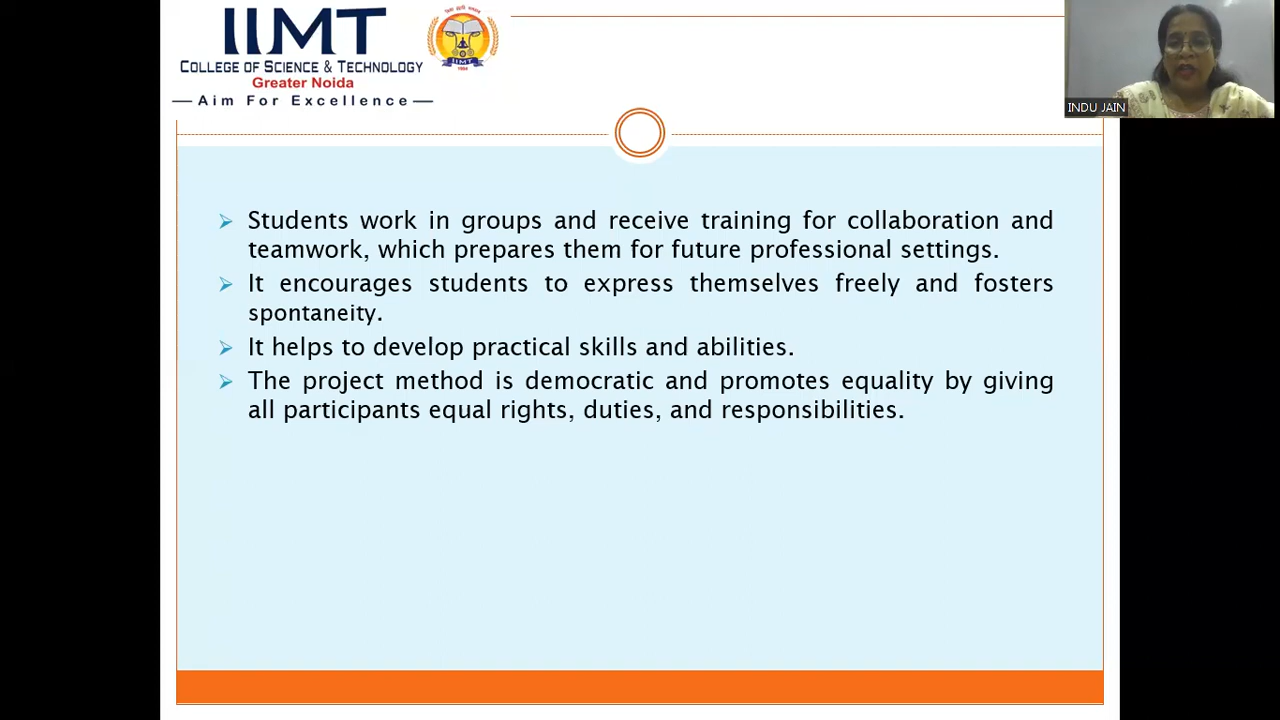 IIMT
COLLEGE OF SCIENCE & TECHNOLOGY
Greater Noida
Aim For Excellence
IIMT
INDU JAIN
Students work in groups and receive training for collaboration and
teamwork, which prepares them for future professional settings.
It encourages students to express themselves freely and fosters
spontaneity.
It helps to develop practical skills and abilities.
The project method is democratic and promotes equality by giving
all participants equal rights, duties, and responsibilities.